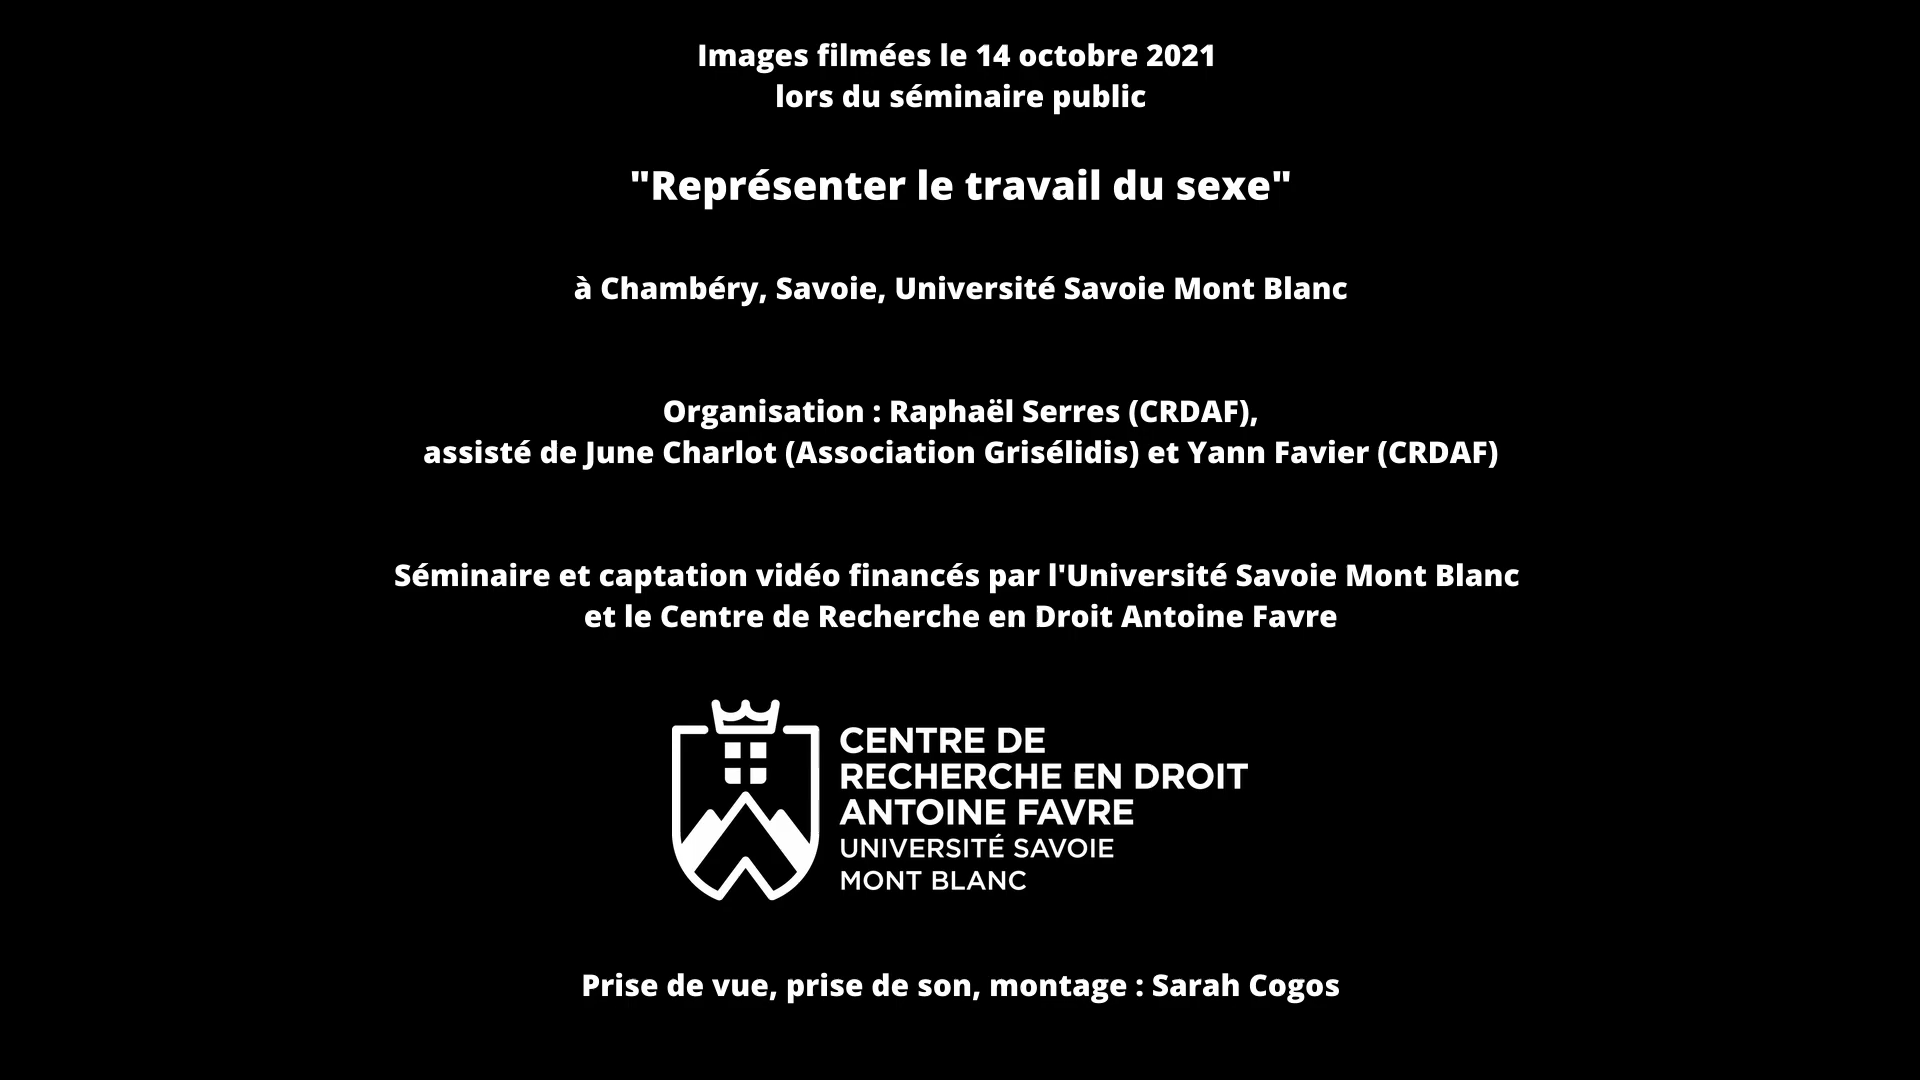 Images filmées le 14 octobre 2021
lors du séminaire public
"Représenter le travail du sexe"
à Chambéry, Savoie, Université Savoie Mont Blanc
Organisation : Raphaël Serres (CRDAF),
assisté de June Charlot (Association Grisélidis) et Yann Favier (CRDAF)
Séminaire et captation vidéo financés par l'Université Savoie Mont Blanc
et le Centre de Recherche en Droit Antoine Favre
CENTRE DE
RECHERCHE EN DROIT
ANTOINE FAVRE
UNIVERSITÉ SAVOIE
MONT BLANC
Prise de vue, prise de son, montage : Sarah Cogos